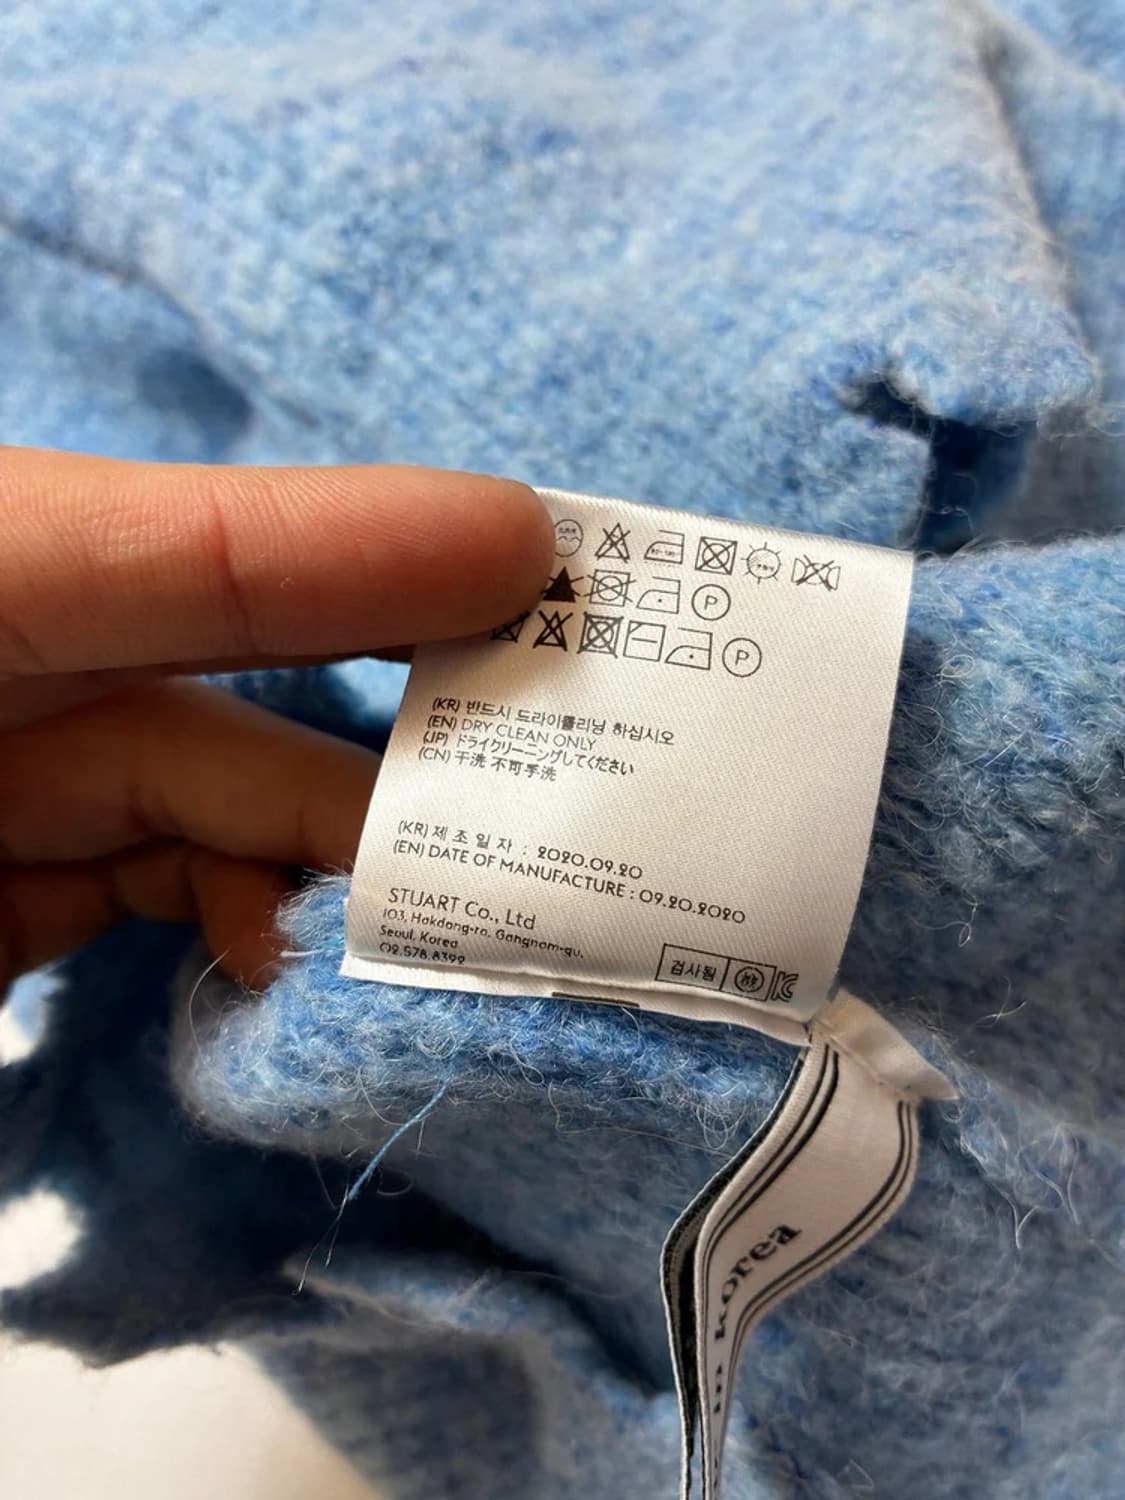 P
P
(KR) 반드시 드라이클리닝 하십시오
(EN) DRY CLEAN ONLY
(JP) ドライクリーニングしてください
(CN) 干洗 不可手洗
(KR) 제 조 일 자 : 2020.09.20
(EN) DATE OF MANUFACTURE : 09.20.2020
STUART Co., Ltd
103, Hakdong-ro, Gangnam-gu,
Seoul, Korea
02.578.8392
검사필
in korea